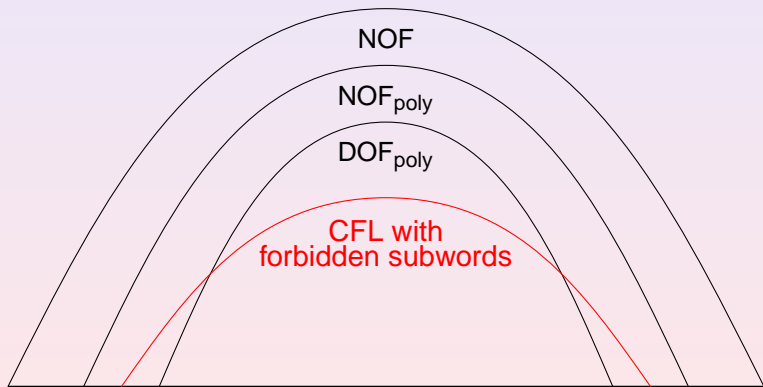 NOF
NOFpoly
DOFpoly
CFL with
forbidden subwords